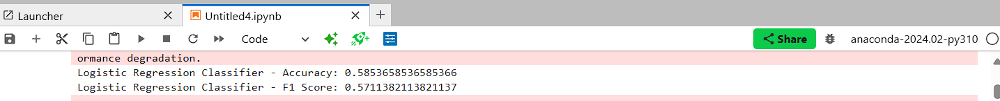 Launcher
Untitled4.ipynb
Code
Share
anaconda-2024.02-py310
ormance degradation.
Logistic Regression Classifier - Accuracy: 0.5853658536585366
Logistic Regression Classifier - F1 Score: 0.5711382113821137